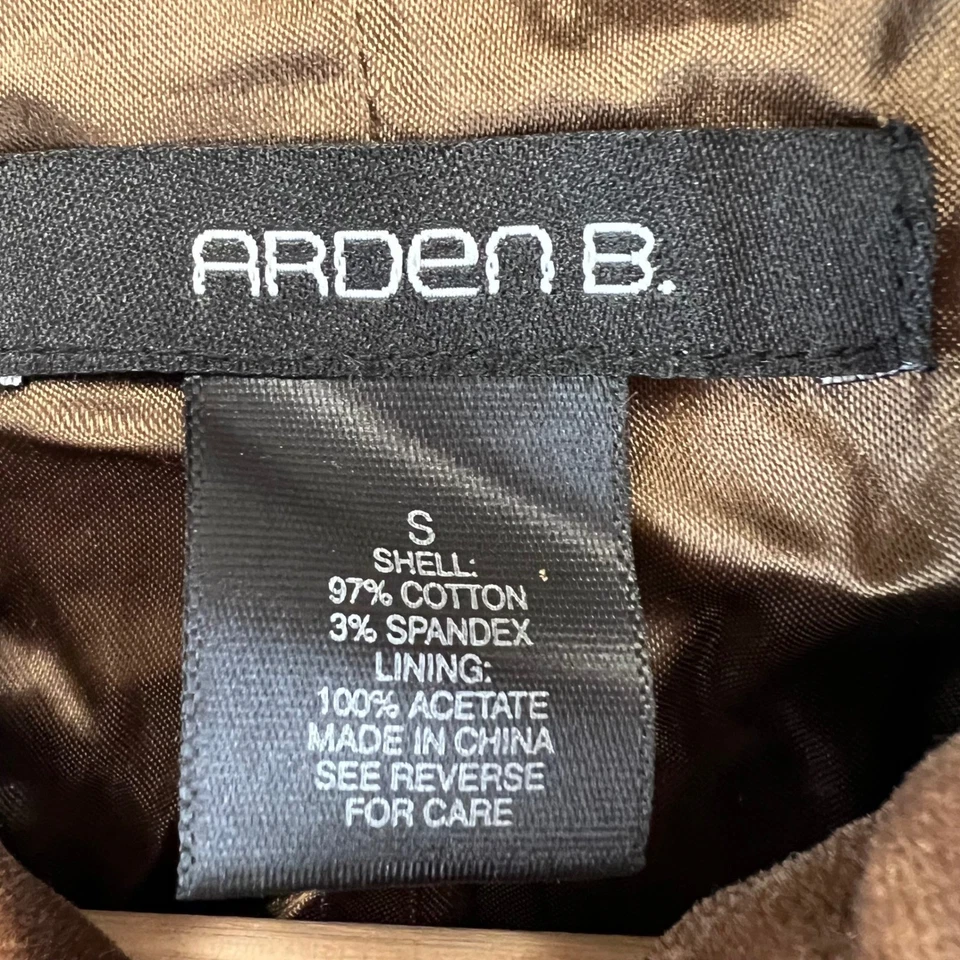 ARDEN B.
S
SHELL:
97% COTTON
3% SPANDEX
LINING:
100% ACETATE
MADE IN CHINA
SEE REVERSE
FOR CARE